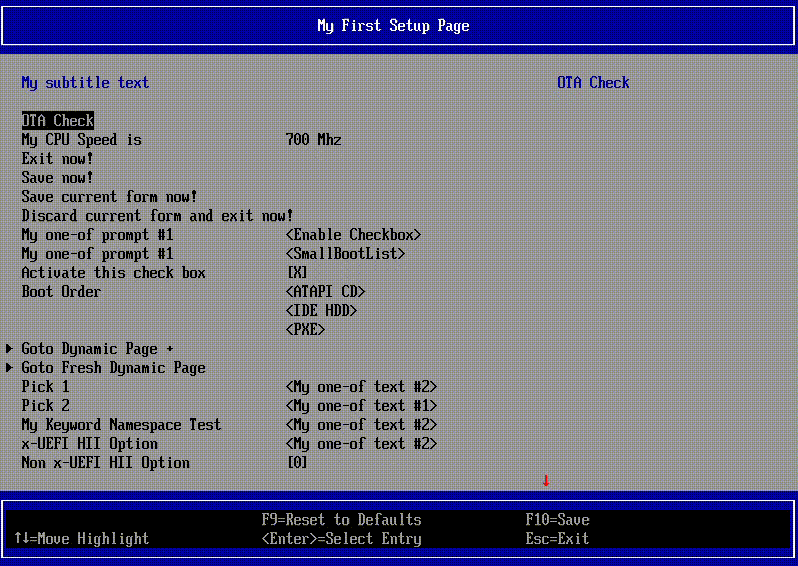 My First Setup Page
My subtitle text OTA Check
OTA Check
My CPU Speed is 700 Mhz
Exit now!
Save now!
Save current form now!
Discard current form and exit now!
My one-of prompt #1 <Enable Checkbox>
My one-of prompt #1 <SmallBootList>
Activate this check box [X]
Boot Order <ATAPI CD>
<IDE HDD>
<PXE>
Goto Dynamic Page +
Goto Fresh Dynamic Page
Pick 1 <My one-of text #2>
Pick 2 <My one-of text #1>
My Keyword Namespace Test <My one-of text #2>
x-UEFI HII Option <My one-of text #2>
Non x-UEFI HII Option [0]
↓
F9=Reset to Defaults F10=Save
↑↓=Move Highlight <Enter>=Select Entry Esc=Exit